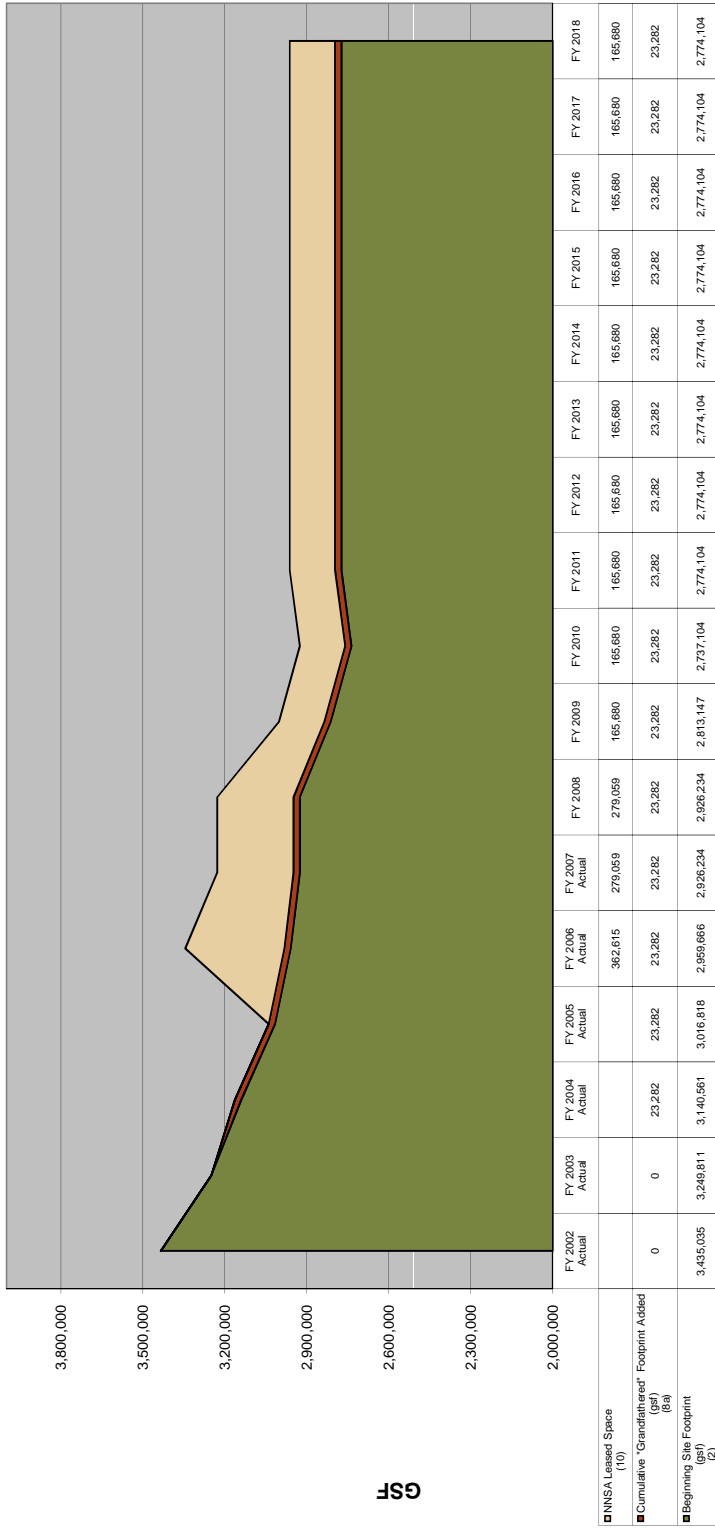 GSF
3,800,000
3,500,000
3,200,000
2,900,000
2,600,000
2,300,000
2,000,000
FY 2002 Actual FY 2003 Actual FY 2004 Actual FY 2005 Actual FY 2006 Actual FY 2007 Actual FY 2008 FY 2009 FY 2010 FY 2011 FY 2012 FY 2013 FY 2014 FY 2015 FY 2016 FY 2017 FY 2018
NNSA Leased Space
(10)
362,615 279,059 279,059 165,680 165,680 165,680 165,680 165,680 165,680 165,680 165,680 165,680 165,680
Cumulative "Grandfathered" Footprint Added
(gsf)
(8a)
0 0 23,282 23,282 23,282 23,282 23,282 23,282 23,282 23,282 23,282 23,282 23,282 23,282 23,282 23,282 23,282
Beginning Site Footprint
(gsf)
(2)
3,435,035 3,249,811 3,140,561 3,016,818 2,959,666 2,926,234 2,926,234 2,813,147 2,737,104 2,774,104 2,774,104 2,774,104 2,774,104 2,774,104 2,774,104 2,774,104 2,774,104